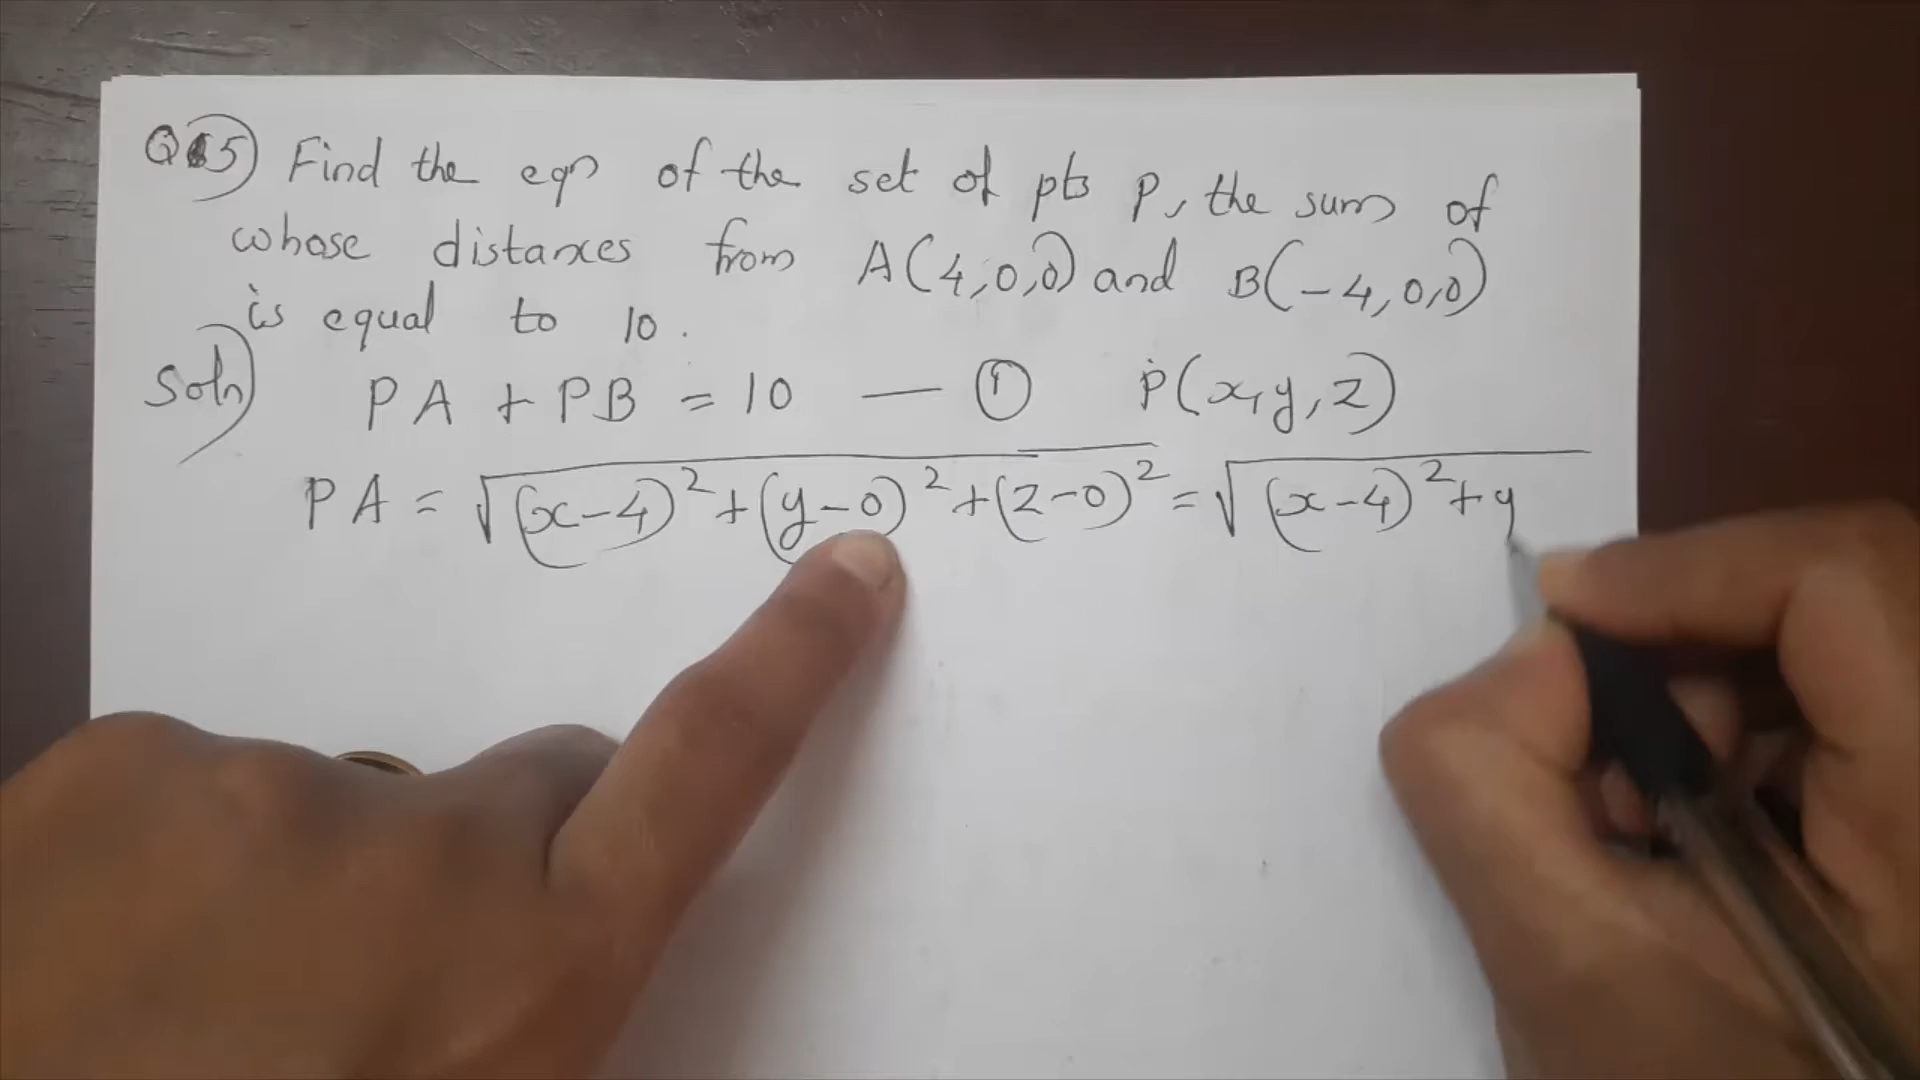 Q5) Find the eqn of the set of pts P, the sum of
whose distances from A(4,0,0) and B(-4,0,0)
is equal to 10.
Soln) PA + PB = 10 — ① P(x,y,z)
PA = √(x-4)²+(y-0)²+(z-0)² = √(x-4)²+y